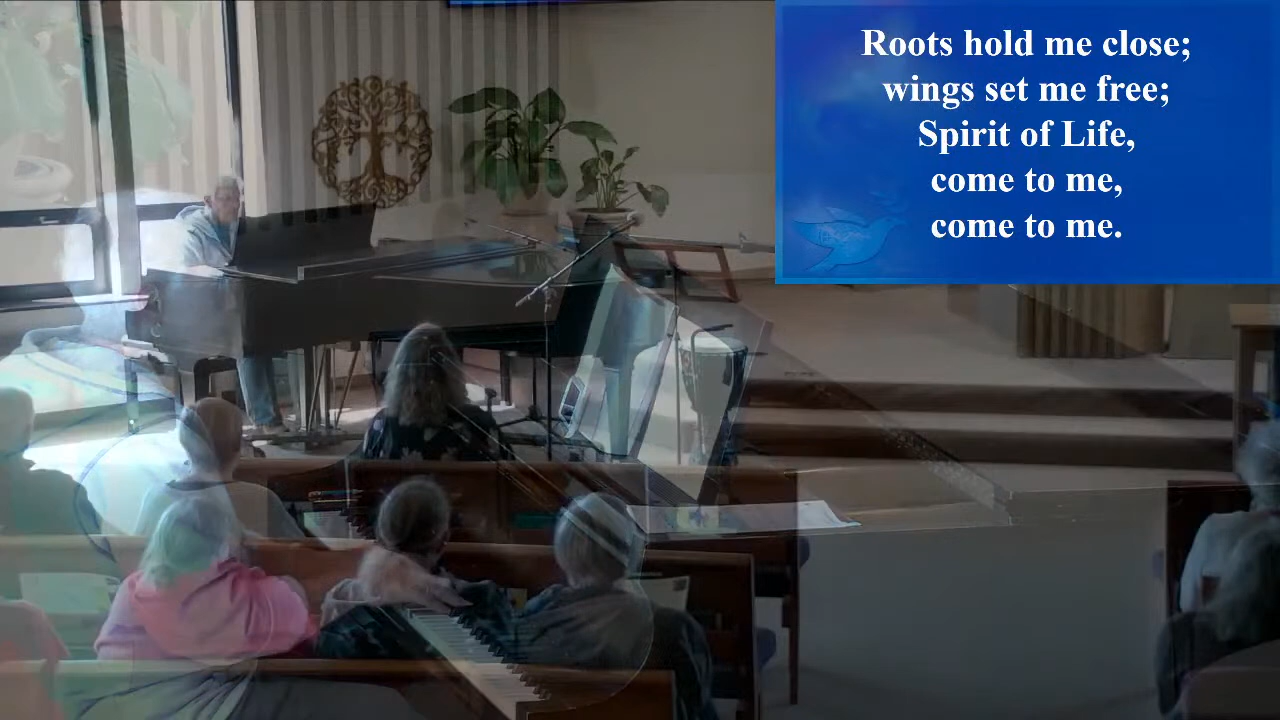 Roots hold me close;
wings set me free;
Spirit of Life,
come to me,
come to me.